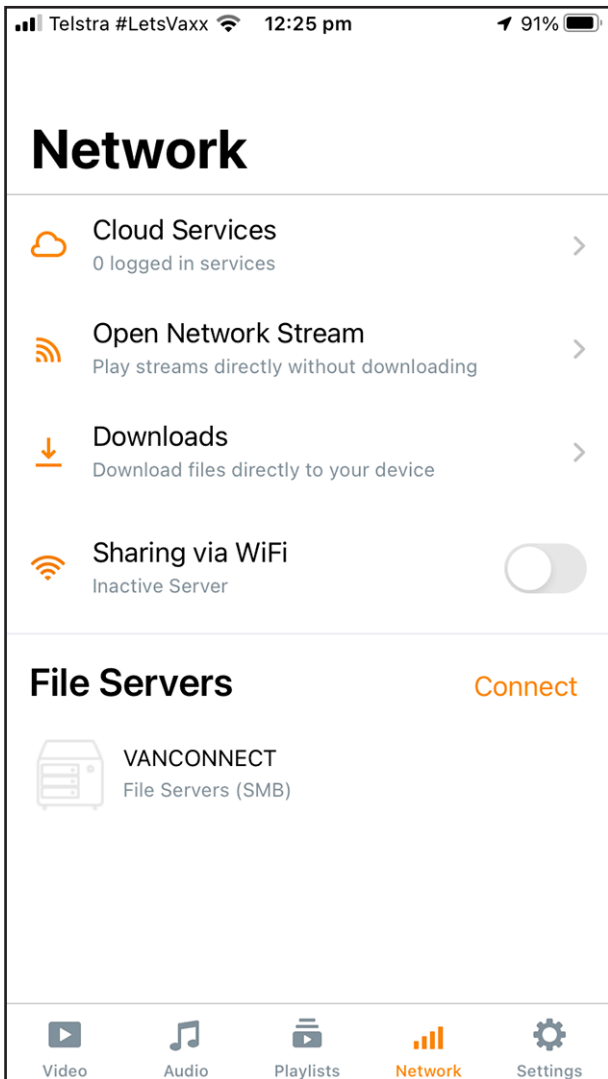 Telstra #LetsVaxx 12:25 pm 91%
Network
Cloud Services
0 logged in services
Open Network Stream
Play streams directly without downloading
Downloads
Download files directly to your device
Sharing via WiFi
Inactive Server
File Servers Connect
VANCONNECT
File Servers (SMB)
Video Audio Playlists Network Settings